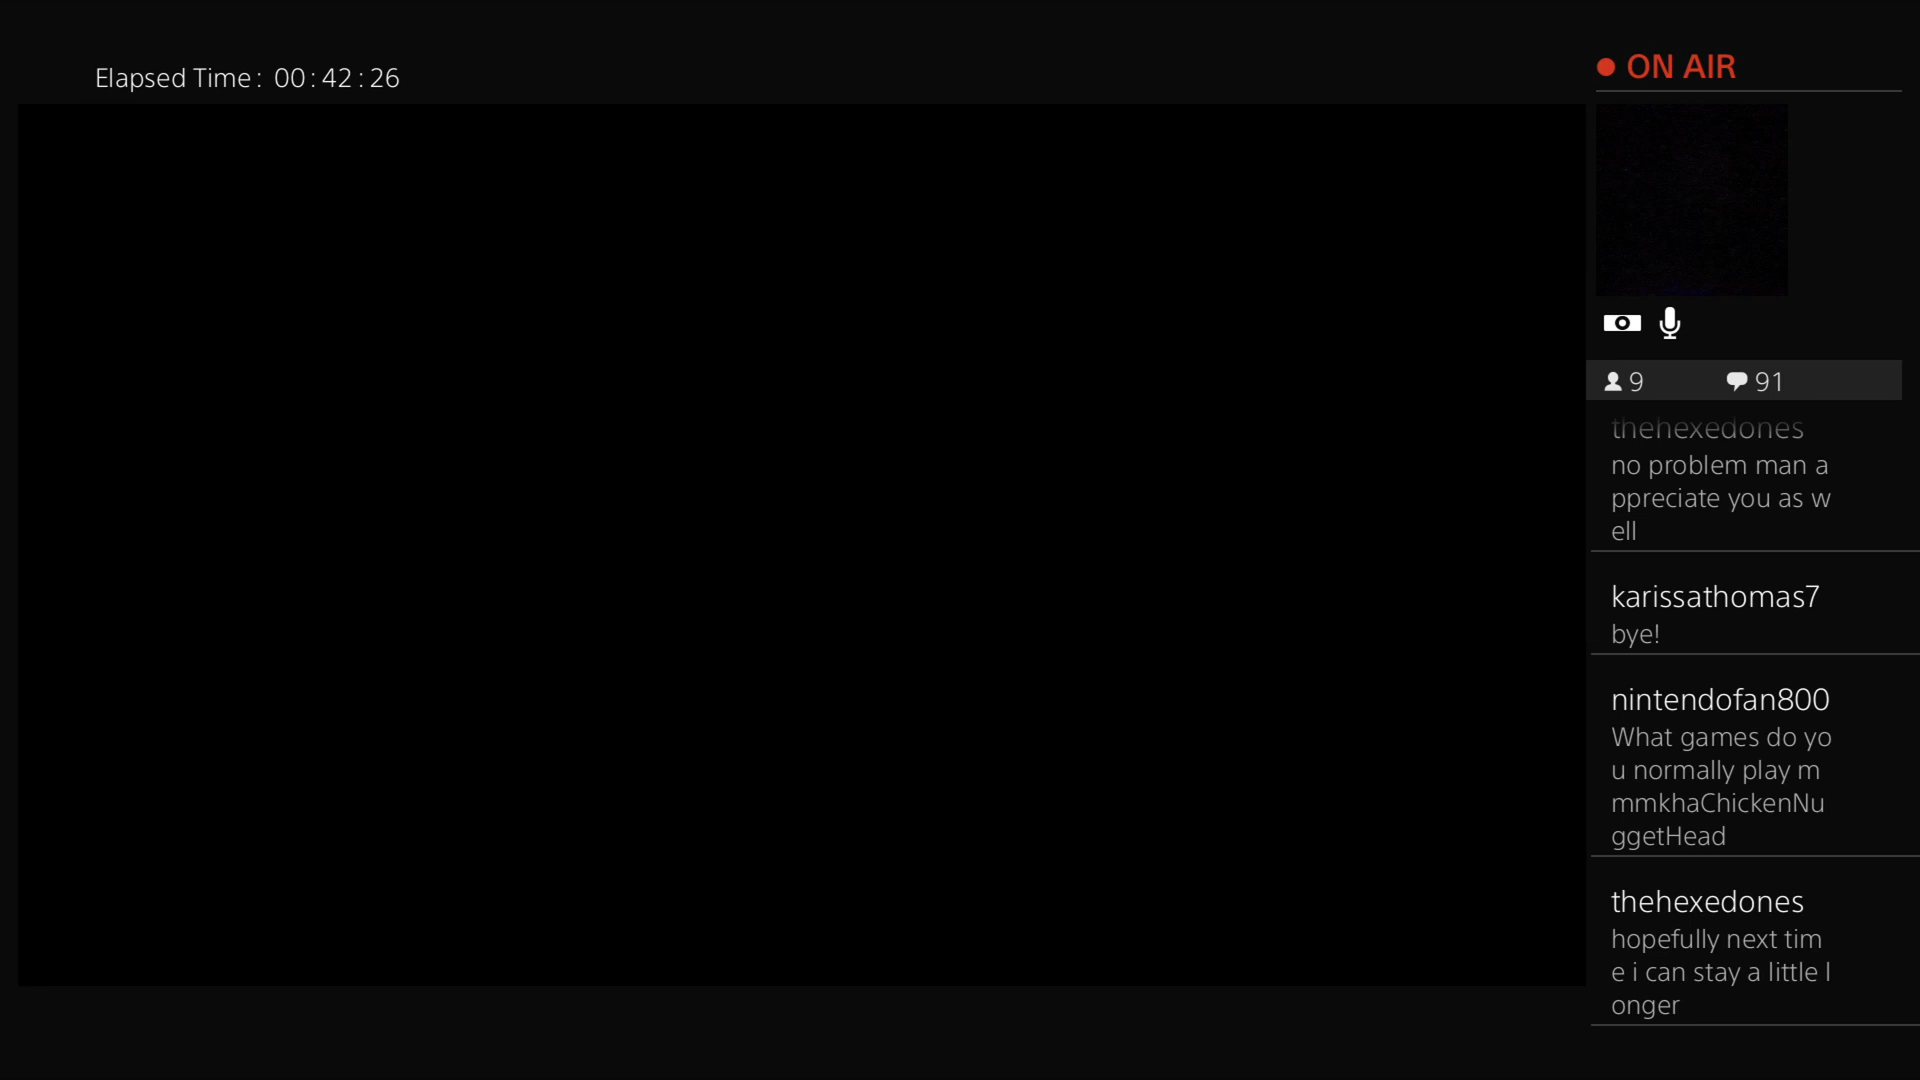 Elapsed Time: 00:42:26
ON AIR
9 91
thehexedones
no problem man a
ppreciate you as w
ell
karissathomas7
bye!
nintendofan800
What games do yo
u normally play m
mmkhaChickenNu
ggetHead
thehexedones
hopefully next tim
e i can stay a little l
onger